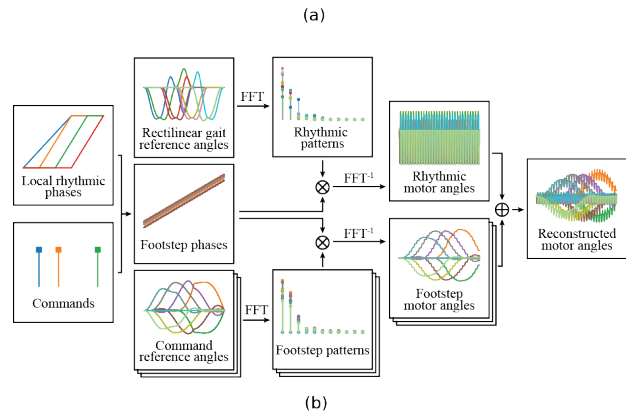 (a)
FFT
Rectilinear gait
reference angles
Rhythmic
patterns
Local rhythmic
phases
FFT-1
Rhythmic
motor angles
Footstep phases
Reconstructed
motor angles
Commands
FFT-1
Footstep
motor angles
FFT
Command
reference angles
Footstep patterns
(b)